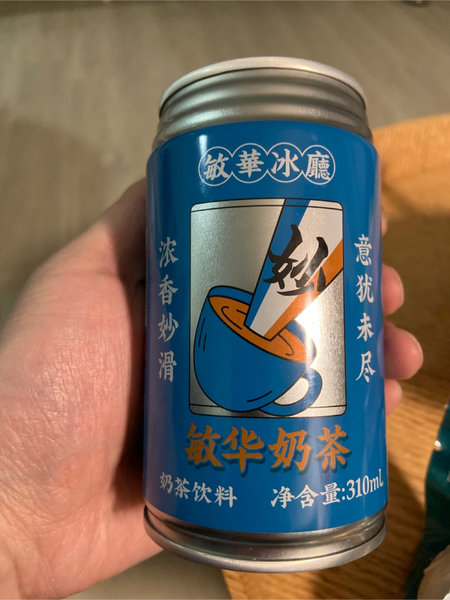 敏華冰廳
浓香妙滑
意犹未尽
敏华奶茶
奶茶饮料 净含量:310mL